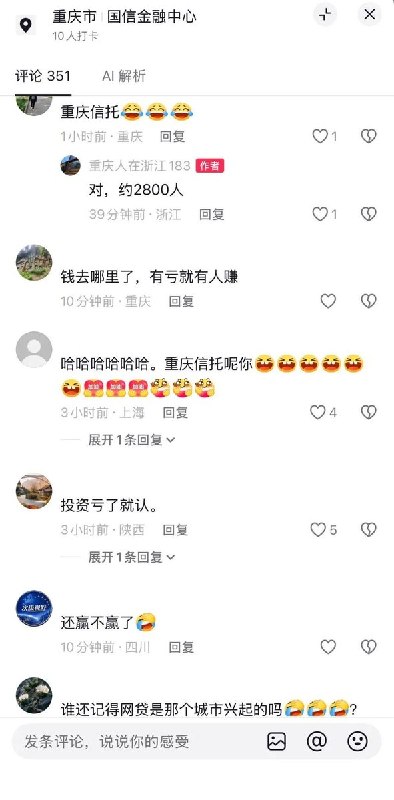 重庆市 | 国信金融中心
10人打卡
评论 351
AI 解析
重庆信托😂😂😂
1小时前·重庆 回复
1
重庆人在浙江183 作者
对，约2800人
39分钟前·浙江 回复
1
钱去哪里了，有亏就有人赚
10分钟前·重庆 回复
哈哈哈哈哈哈。重庆信托呢你
3小时前·上海 回复
4
展开1条回复
投资亏了就认。
3小时前·陕西 回复
5
展开1条回复
次级视野
还赢不赢了🤣
10分钟前·四川 回复
谁还记得网贷是那个城市兴起的吗🤣🤣🤣?
发条评论，说说你的感受